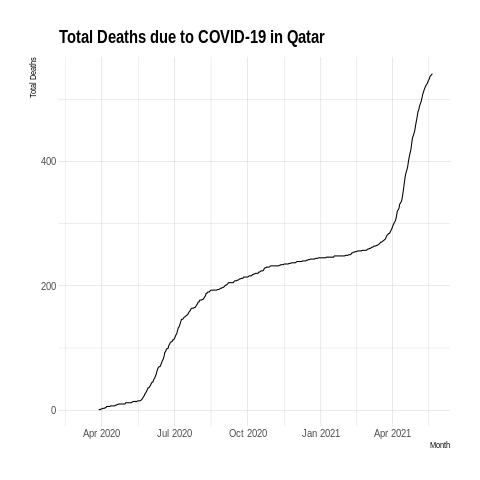 Total Deaths due to COVID-19 in Qatar
Total Deaths
400
200
0
Apr 2020 Jul 2020 Oct 2020 Jan 2021 Apr 2021
Month